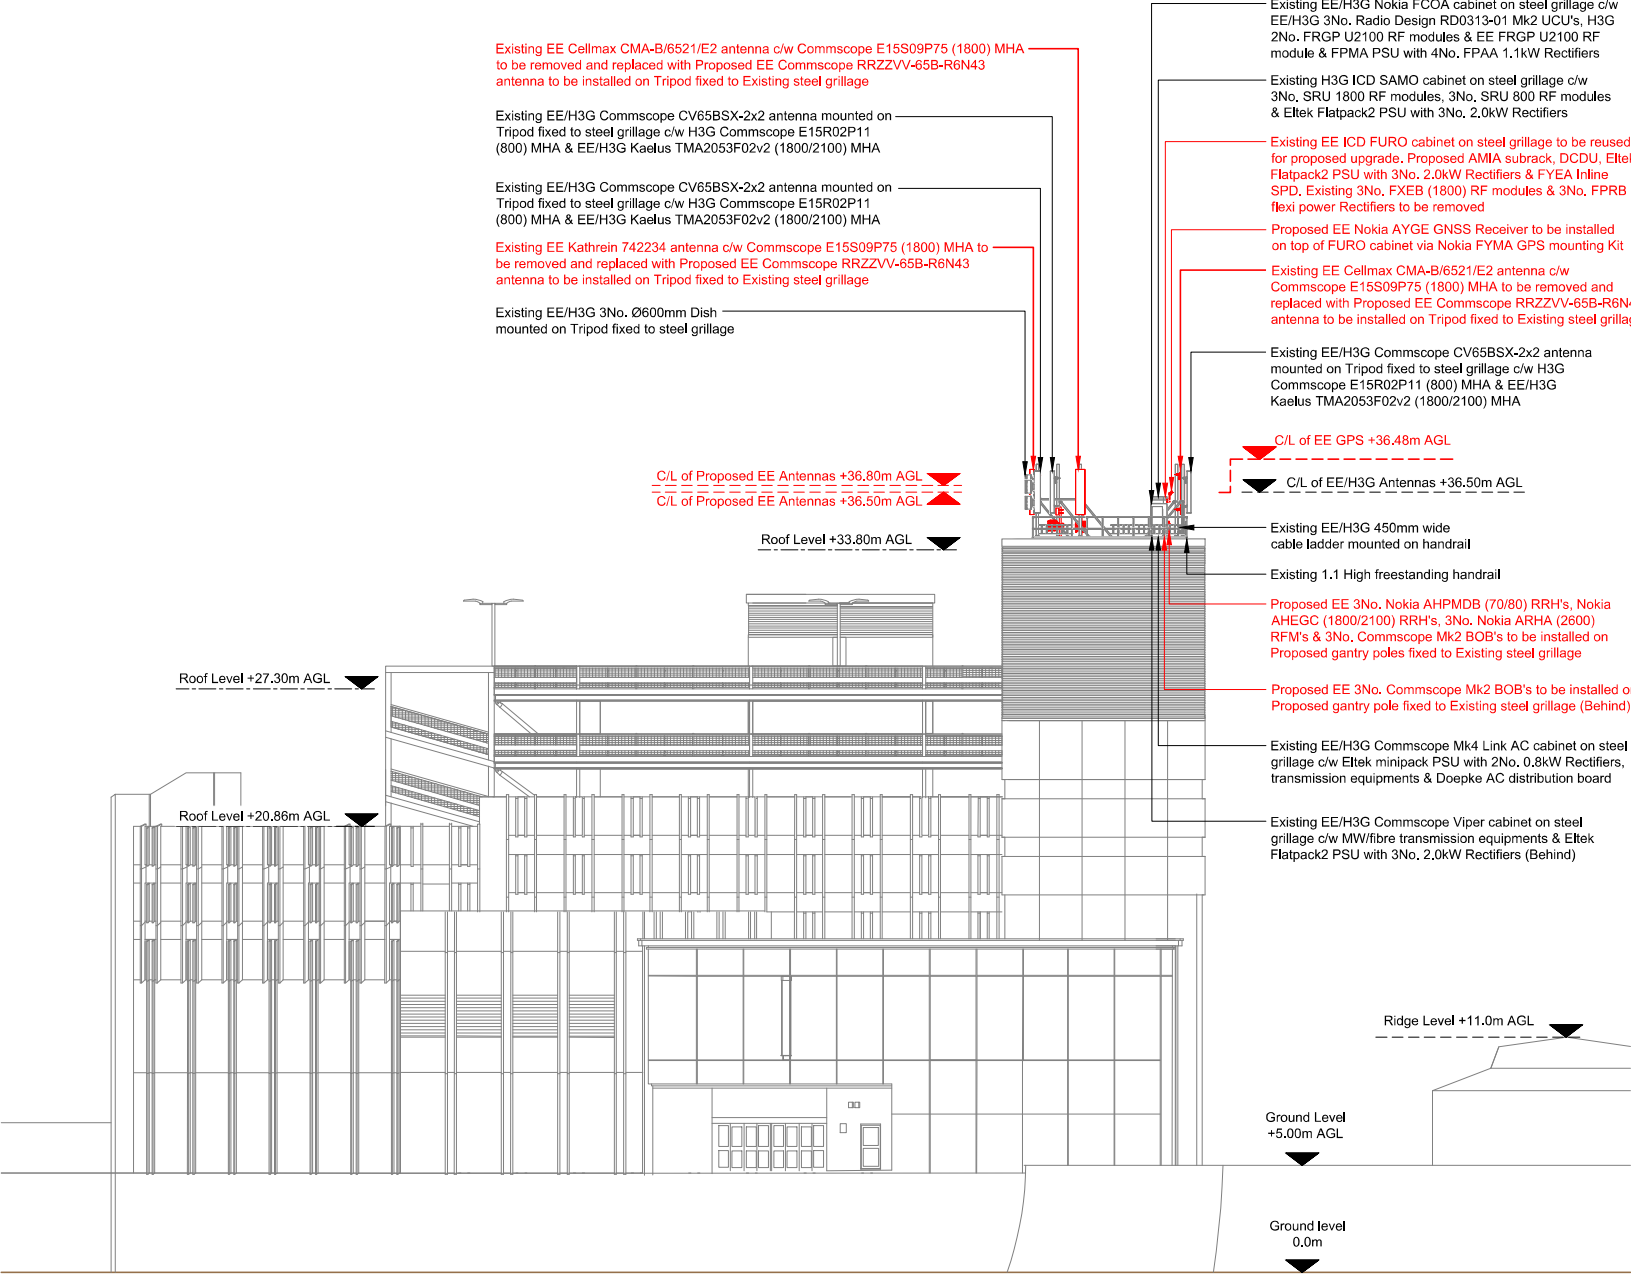 Existing EE/H3G Nokia FCOA cabinet on steel grillage c/w
EE/H3G 3No. Radio Design RD0313-01 Mk2 UCU's, H3G
2No. FRGP U2100 RF modules & EE FRGP U2100 RF
module & FPMA PSU with 4No. FPAA 1.1kW Rectifiers
Existing EE Cellmax CMA-B/6521/E2 antenna c/w Commscope E15S09P75 (1800) MHA
to be removed and replaced with Proposed EE Commscope RRZZVV-65B-R6N43
antenna to be installed on Tripod fixed to Existing steel grillage
Existing H3G ICD SAMO cabinet on steel grillage c/w
3No. SRU 1800 RF modules, 3No. SRU 800 RF modules
& Eltek Flatpack2 PSU with 3No. 2.0kW Rectifiers
Existing EE/H3G Commscope CV65BSX-2x2 antenna mounted on
Tripod fixed to steel grillage c/w H3G Commscope E15R02P11
(800) MHA & EE/H3G Kaelus TMA2053F02v2 (1800/2100) MHA
Existing EE ICD FURO cabinet on steel grillage to be reused
for proposed upgrade. Proposed AMIA subrack, DCDU, Eltek
Flatpack2 PSU with 3No. 2.0kW Rectifiers & FYEA Inline
SPD. Existing 3No. FXEB (1800) RF modules & 3No. FPRB
flexi power Rectifiers to be removed
Existing EE/H3G Commscope CV65BSX-2x2 antenna mounted on
Tripod fixed to steel grillage c/w H3G Commscope E15R02P11
(800) MHA & EE/H3G Kaelus TMA2053F02v2 (1800/2100) MHA
Proposed EE Nokia AYGE GNSS Receiver to be installed
on top of FURO cabinet via Nokia FYMA GPS mounting Kit
Existing EE Kathrein 742234 antenna c/w Commscope E15S09P75 (1800) MHA to
be removed and replaced with Proposed EE Commscope RRZZVV-65B-R6N43
antenna to be installed on Tripod fixed to Existing steel grillage
Existing EE Cellmax CMA-B/6521/E2 antenna c/w
Commscope E15S09P75 (1800) MHA to be removed and
replaced with Proposed EE Commscope
antenna to be installed on Tripod fixed to Existing steel
Existing EE/H3G 3No. Ø600mm Dish
mounted on Tripod fixed to steel grillage
Existing EE/H3G Commscope CV65BSX-2x2 antenna
mounted on Tripod fixed to steel grillage c/w H3G
Commscope E15R02P11 (800) MHA & EE/H3G
Kaelus TMA2053F02v2 (1800/2100) MHA
C/L of EE GPS +36.48m AGL
C/L of Proposed EE Antennas +36.80m AGL
C/L of EE/H3G Antennas +36.50m AGL
C/L of Proposed EE Antennas +36.50m AGL
Existing EE/H3G 450mm wide
cable ladder mounted on handrail
Roof Level +33.80m AGL
Existing 1.1 High freestanding handrail
Proposed EE 3No. Nokia AHPMDB (70/80) RRH's, Nokia
AHEGC (1800/2100) RRH's, 3No. Nokia ARHA (2600)
RFM's & 3No. Commscope Mk2 BOB's to be installed on
Proposed gantry poles fixed to Existing steel grillage
Roof Level +27.30m AGL
Proposed EE 3No. Commscope Mk2 BOB's to be installed
Proposed gantry pole fixed to Existing steel grillage (Behind)
Existing EE/H3G Commscope Mk4 Link AC cabinet on steel
grillage c/w Eltek minipack PSU with 2No. 0.8kW Rectifiers,
transmission equipments & Doepke AC distribution board
Roof Level +20.86m AGL
Existing EE/H3G Commscope Viper cabinet on steel
grillage c/w MW/fibre transmission equipments & Eltek
Flatpack2 PSU with 3No. 2.0kW Rectifiers (Behind)
Ridge Level +11.0m AGL
Ground Level
+5.00m AGL
Ground level
0.0m